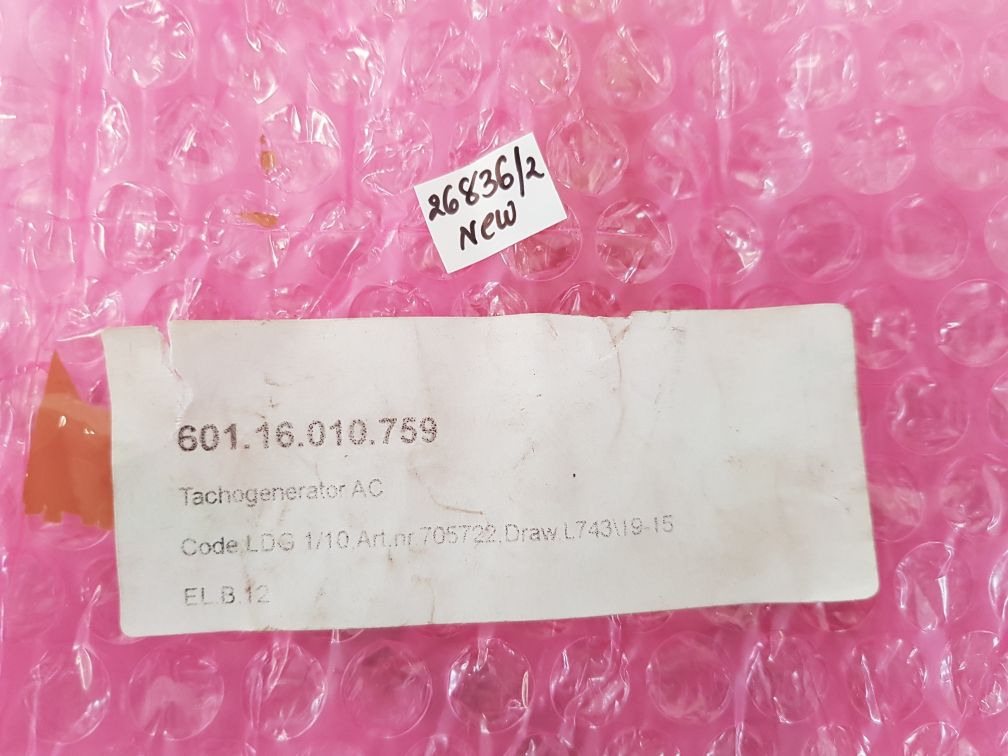 26836/2
New
601.16.010.759
Tachogenerator AC
Code.LDG 1/10.Art.nr.705722.Draw.L743\19-15
EL.B.12